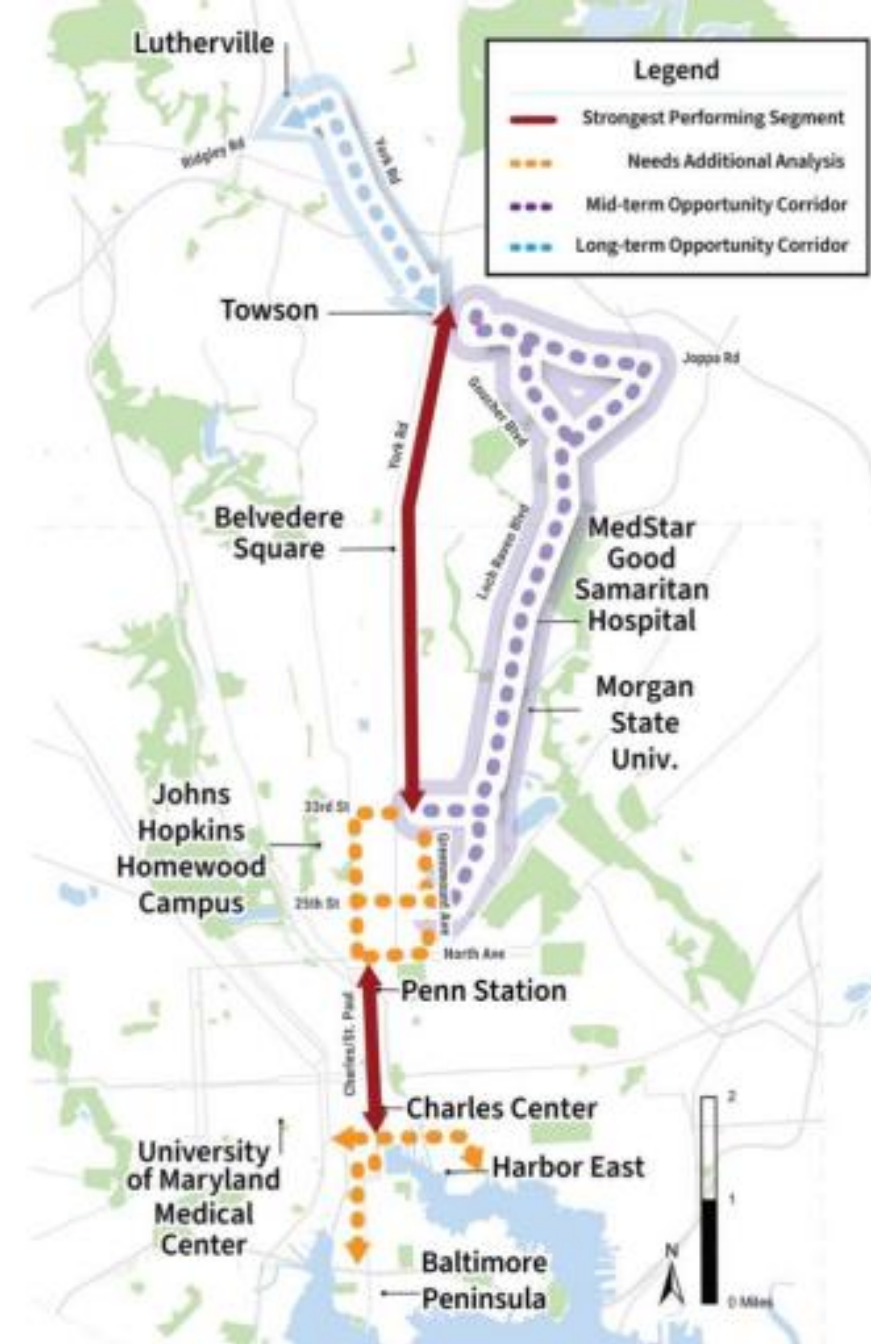 Lutherville
Legend
Strongest Performing Segment
Needs Additional Analysis
Mid-term Opportunity Corridor
Long-term Opportunity Corridor
York Rd
Ridgley Rd
Towson
Joppa Rd
Goucher Blvd
York Rd
Belvedere
Square
Loch Raven Blvd
MedStar
Good
Samaritan
Hospital
Morgan
State
Univ.
Johns
Hopkins
Homewood
Campus
33rd St
Greenmount Ave
25th St
North Ave
Penn Station
Charles/St. Paul
Charles Center
University
of Maryland
Medical
Center
Harbor East
Baltimore
Peninsula
N
2
1
0 Miles